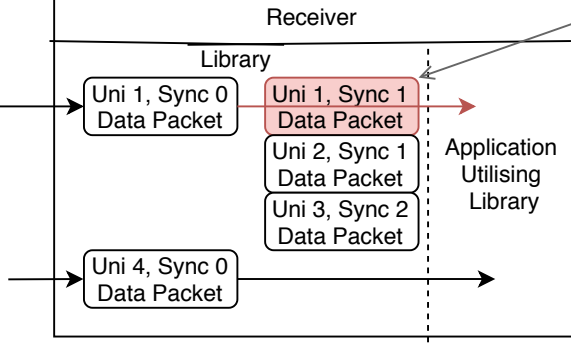 Receiver
Library
Uni 1, Sync 0
Data Packet
Uni 1, Sync 1
Data Packet
Uni 2, Sync 1
Data Packet
Uni 3, Sync 2
Data Packet
Application
Utilising
Library
Uni 4, Sync 0
Data Packet